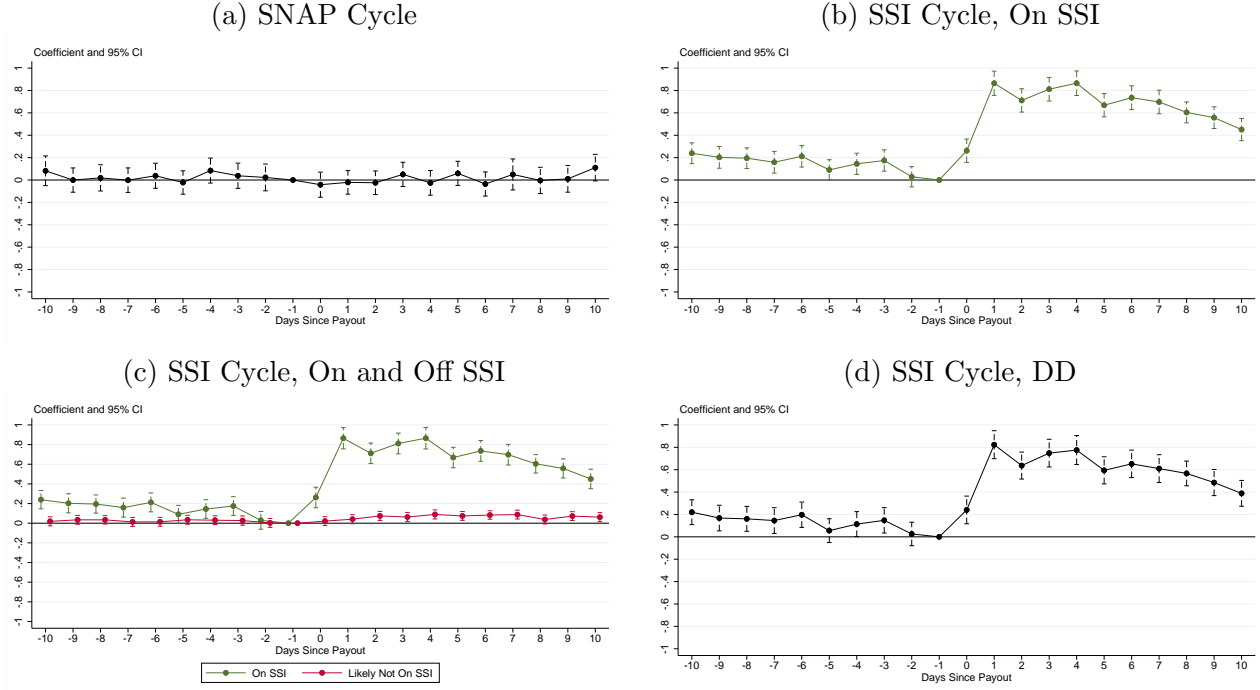 (a) SNAP Cycle
Coefficient and 95% CI
1
.8
.6
.4
.2
0
-.2
-.4
-.6
-.8
-1
-10 -9 -8 -7 -6 -5 -4 -3 -2 -1 0 1 2 3 4 5 6 7 8 9 10
Days Since Payout
(b) SSI Cycle, On SSI
Coefficient and 95% CI
1
.8
.6
.4
.2
0
-.2
-.4
-.6
-.8
-1
-10 -9 -8 -7 -6 -5 -4 -3 -2 -1 0 1 2 3 4 5 6 7 8 9 10
Days Since Payout
(c) SSI Cycle, On and Off SSI
Coefficient and 95% CI
1
.8
.6
.4
.2
0
-.2
-.4
-.6
-.8
-1
-10 -9 -8 -7 -6 -5 -4 -3 -2 -1 0 1 2 3 4 5 6 7 8 9 10
Days Since Payout
On SSI Likely Not On SSI
(d) SSI Cycle, DD
Coefficient and 95% CI
1
.8
.6
.4
.2
0
-.2
-.4
-.6
-.8
-1
-10 -9 -8 -7 -6 -5 -4 -3 -2 -1 0 1 2 3 4 5 6 7 8 9 10
Days Since Payout